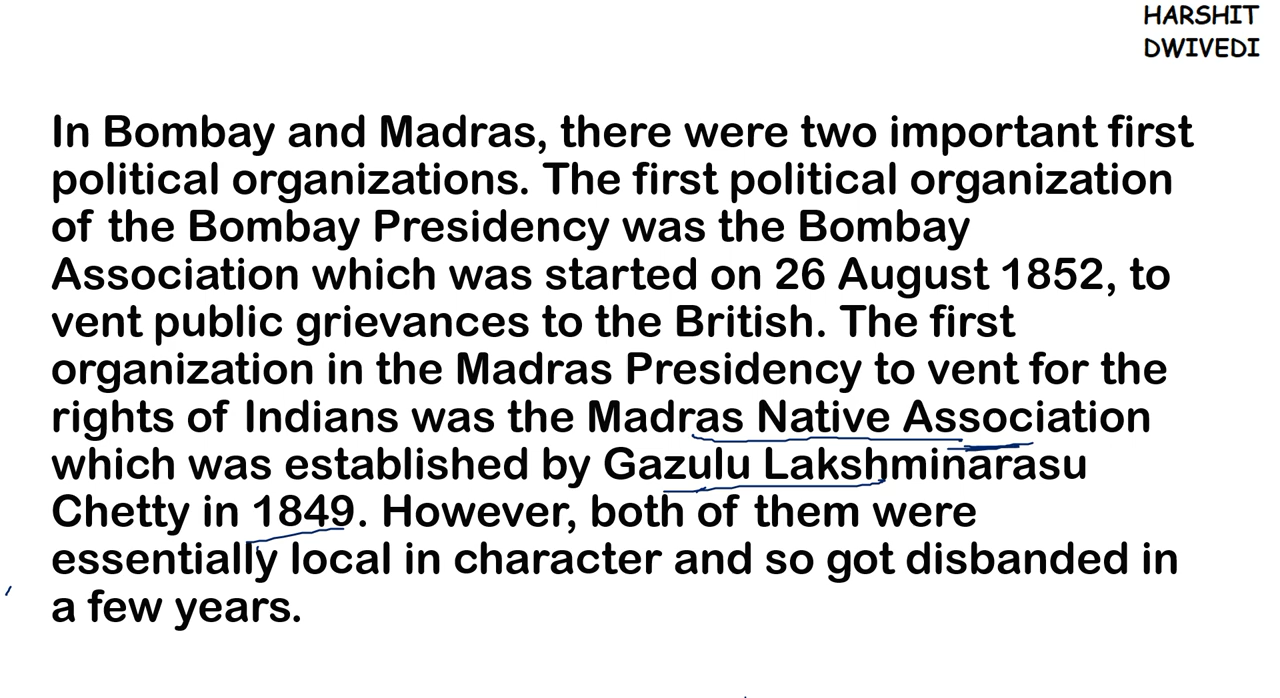 HARSHIT
DWIVEDI
In Bombay and Madras, there were two important first
political organizations. The first political organization
of the Bombay Presidency was the Bombay
Association which was started on 26 August 1852, to
vent public grievances to the British. The first
organization in the Madras Presidency to vent for the
rights of Indians was the Madras Native Association
which was established by Gazulu Lakshminarasu
Chetty in 1849. However, both of them were
essentially local in character and so got disbanded in
a few years.